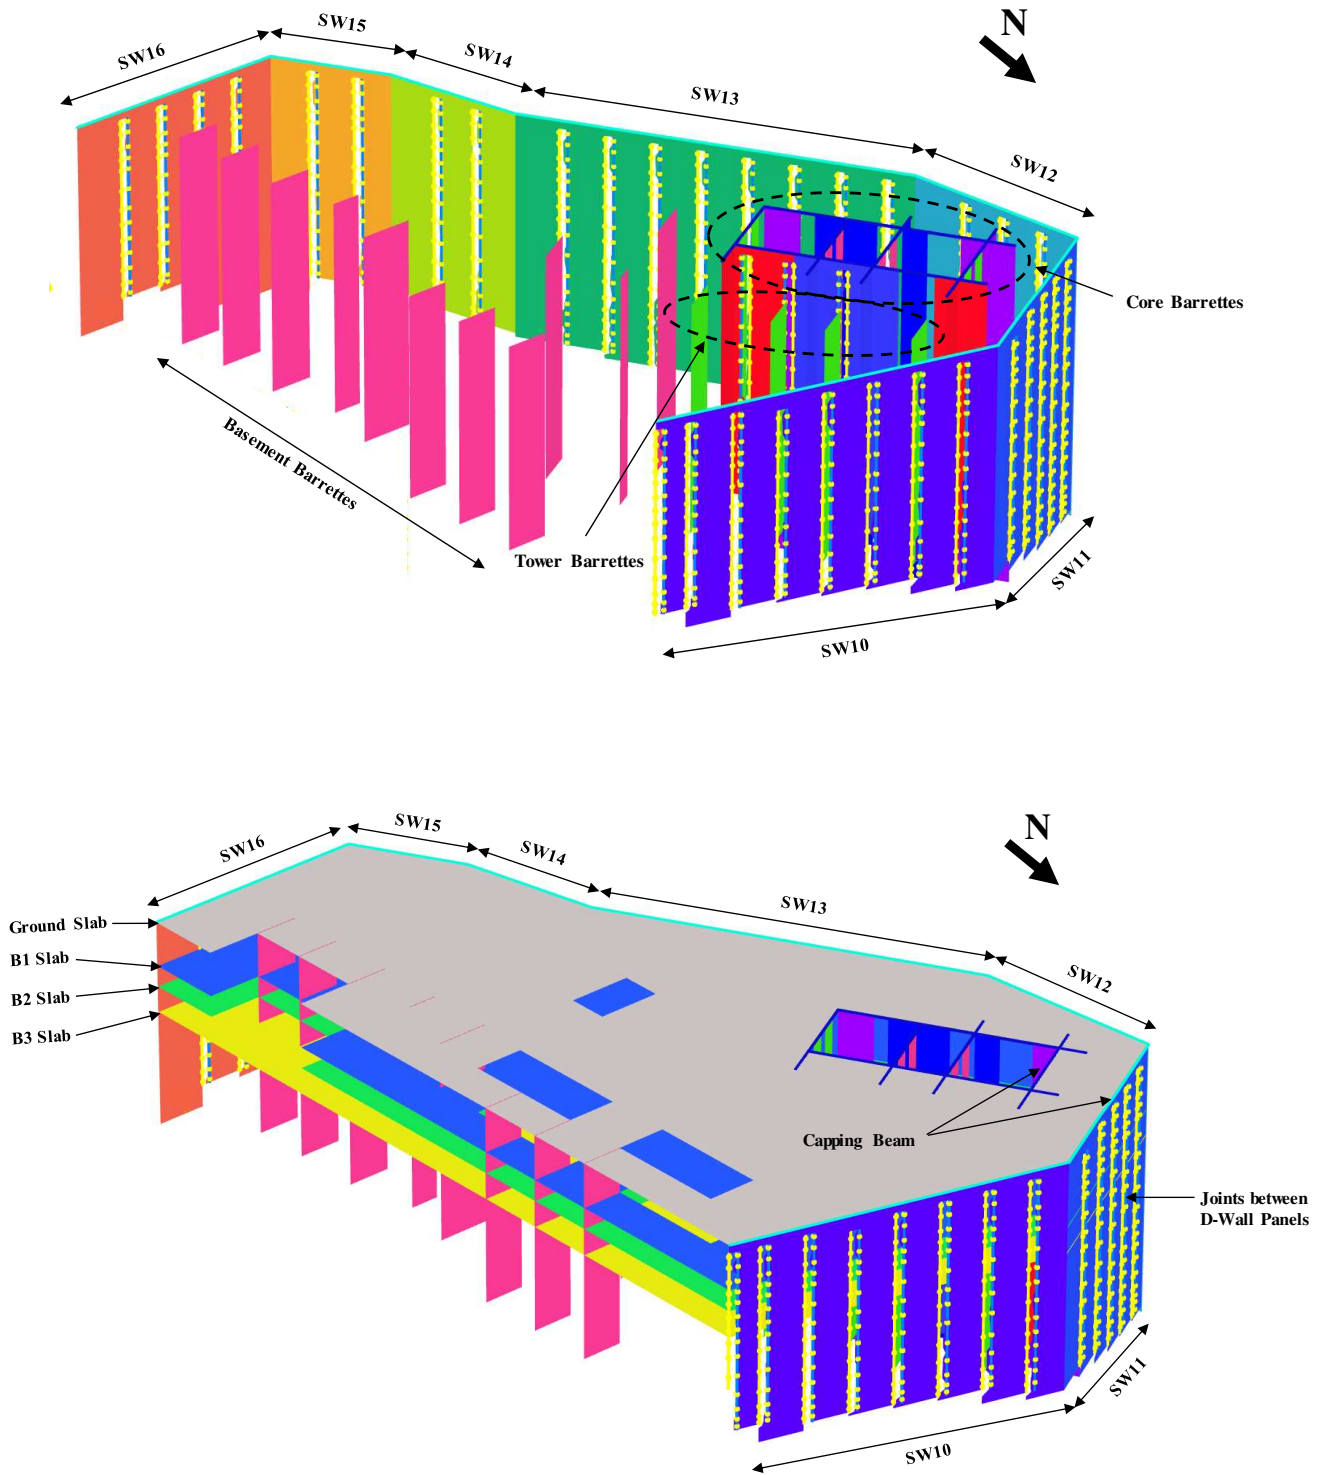 N
SW15
SW16
SW14
SW13
SW12
Core Barrettes
Basement Barrettes
Tower Barrettes
SW11
SW10
N
SW15
SW16
SW14
SW13
Ground Slab
B1 Slab
SW12
B2 Slab
B3 Slab
Capping Beam
Joints between
D-Wall Panels
SW11
SW10